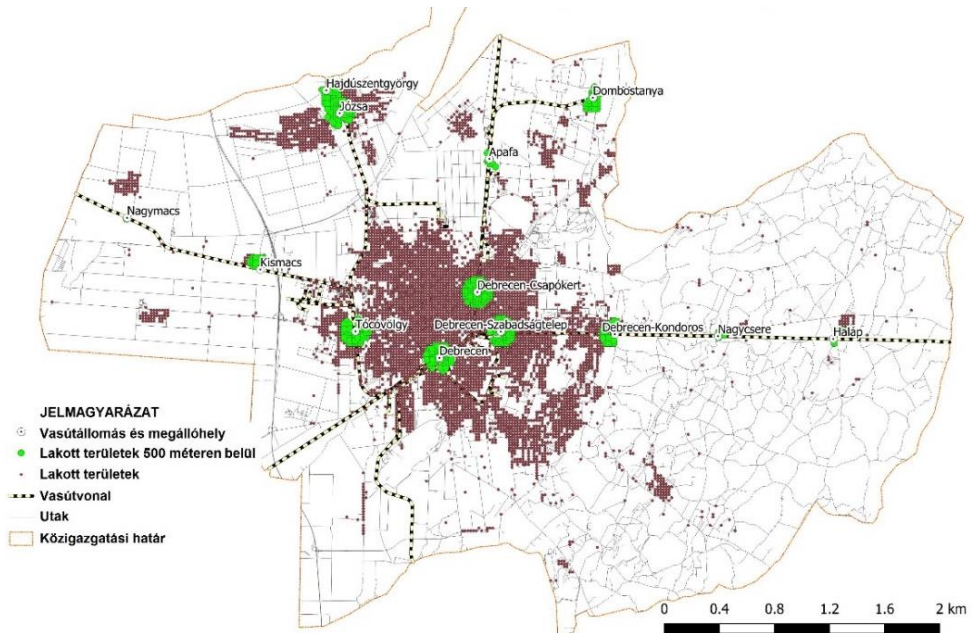 Hajdúszentgyörgy
Józsa
Dombostanya
Apafa
Nagymacs
Kismacs
Debrecen-Csapókert
Tócóvölgy
Debrecen-Szabadságtelep
Debrecen-Kondoros
Nagycsere
Halap
Debrecen
JELMAGYARÁZAT
Vasútállomás és megállóhely
Lakott területek 500 méteren belül
Lakott területek
Vasútvonal
Utak
Közigazgatási határ
0 0.4 0.8 1.2 1.6 2 km